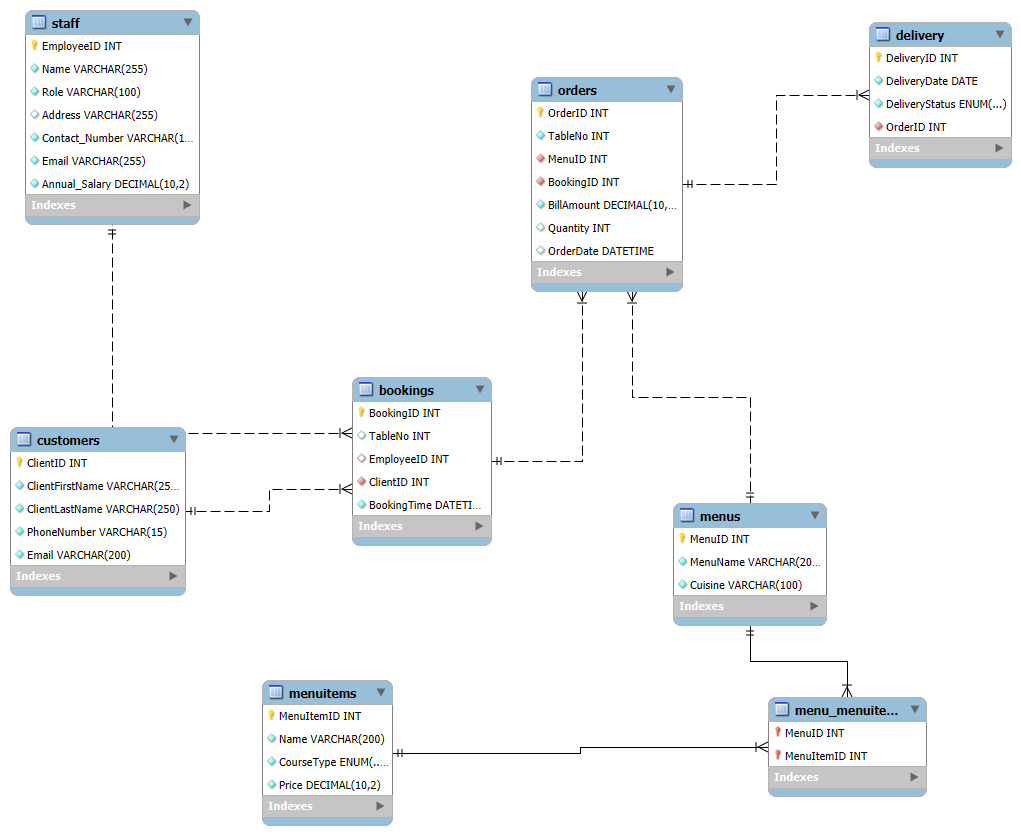 staff
EmployeeID INT
Name VARCHAR(255)
Role VARCHAR(100)
Address VARCHAR(255)
Contact_Number VARCHAR(1...
Email VARCHAR(255)
Annual_Salary DECIMAL(10,2)
Indexes
delivery
DeliveryID INT
DeliveryDate DATE
DeliveryStatus ENUM(...)
OrderID INT
Indexes
orders
OrderID INT
TableNo INT
MenuID INT
BookingID INT
BillAmount DECIMAL(10,...
Quantity INT
OrderDate DATETIME
Indexes
bookings
BookingID INT
TableNo INT
EmployeeID INT
ClientID INT
BookingTime DATETI...
Indexes
customers
ClientID INT
ClientFirstName VARCHAR(25...
ClientLastName VARCHAR(250)
PhoneNumber VARCHAR(15)
Email VARCHAR(200)
Indexes
menus
MenuID INT
MenuName VARCHAR(20...
Cuisine VARCHAR(100)
Indexes
menuitems
MenuItemID INT
Name VARCHAR(200)
CourseType ENUM(...
Price DECIMAL(10,2)
Indexes
menu_menuite...
MenuID INT
MenuItemID INT
Indexes